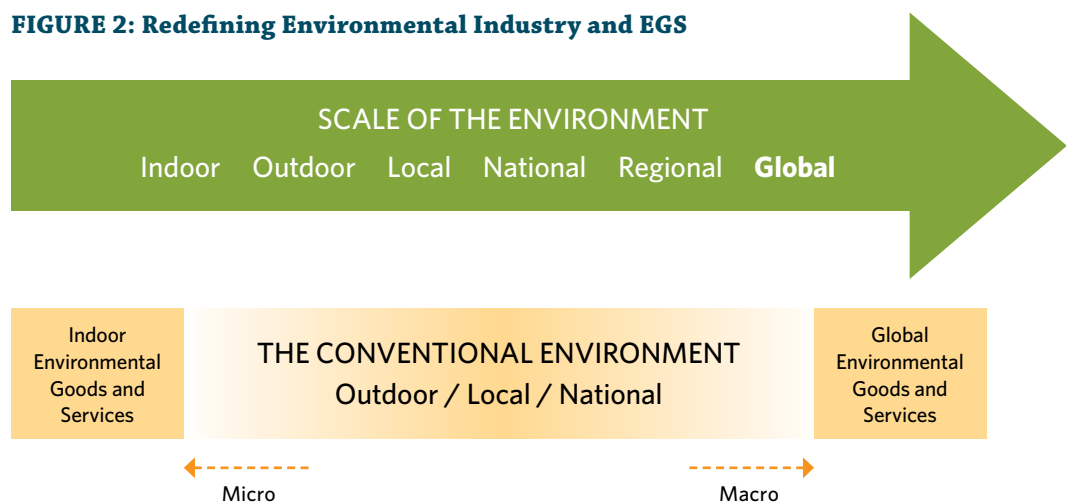 FIGURE 2: Redefining Environmental Industry and EGS
SCALE OF THE ENVIRONMENT
Indoor Outdoor Local National Regional Global
Indoor
Environmental
Goods and
Services
THE CONVENTIONAL ENVIRONMENT
Outdoor / Local / National
Global
Environmental
Goods and
Services
Micro
Macro